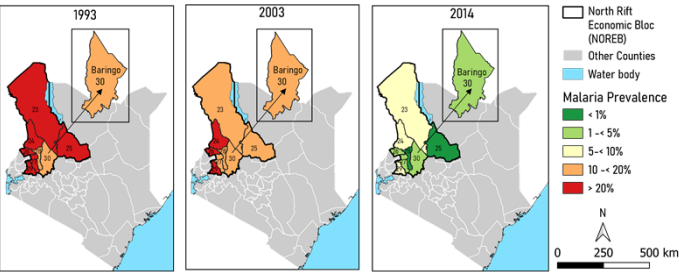 1993
Baringo
30
23
24
25
30
2003
Baringo
30
23
25
30
2014
Baringo
30
23
25
30
North Rift
Economic Bloc
(NOREB)
Other Counties
Water body
Malaria Prevalence
< 1%
1 -< 5%
5-< 10%
10 -< 20%
> 20%
N
0 250 500 km